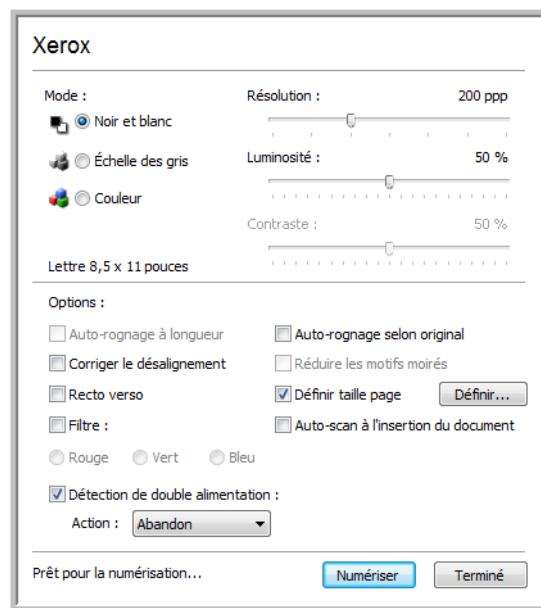 Xerox
Mode :
Noir et blanc
Échelle des gris
Couleur
Lettre 8,5 x 11 pouces
Résolution : 200 ppp
Luminosité : 50 %
Contraste : 50 %
Options :
Auto-rognage à longueur
Auto-rognage selon original
Corriger le désalignement
Réduire les motifs moirés
Recto verso
Définir taille page Définir...
Filtre :
Auto-scan à l'insertion du document
Rouge Vert Bleu
Détection de double alimentation :
Action : Abandon
Prêt pour la numérisation... Numériser Terminé